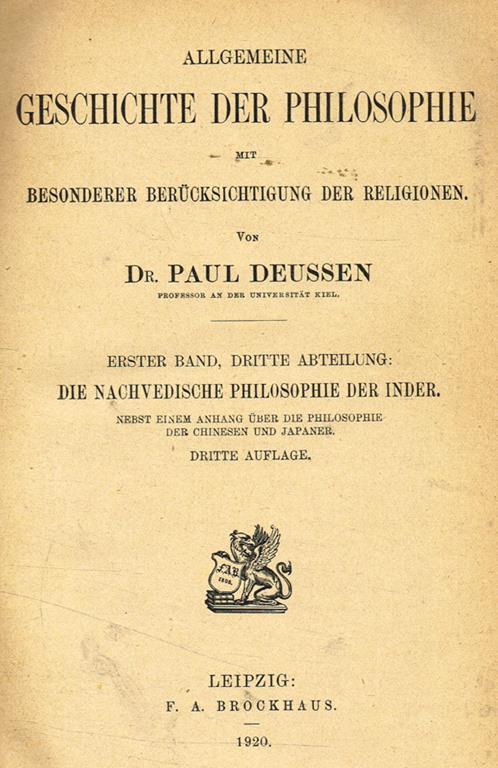 ALLGEMEINE
GESCHICHTE DER PHILOSOPHIE
MIT
BESONDERER BERÜCKSICHTIGUNG DER RELIGIONEN.
VON
DR. PAUL DEUSSEN
PROFESSOR AN DER UNIVERSITÄT KIEL.
ERSTER BAND, DRITTE ABTEILUNG:
DIE NACHVEDISCHE PHILOSOPHIE DER INDER.
NEBST EINEM ANHANG ÜBER DIE PHILOSOPHIE
DER CHINESEN UND JAPANER.
DRITTE AUFLAGE.
F.A.B.
LEIPZIG:
F. A. BROCKHAUS.
1920.